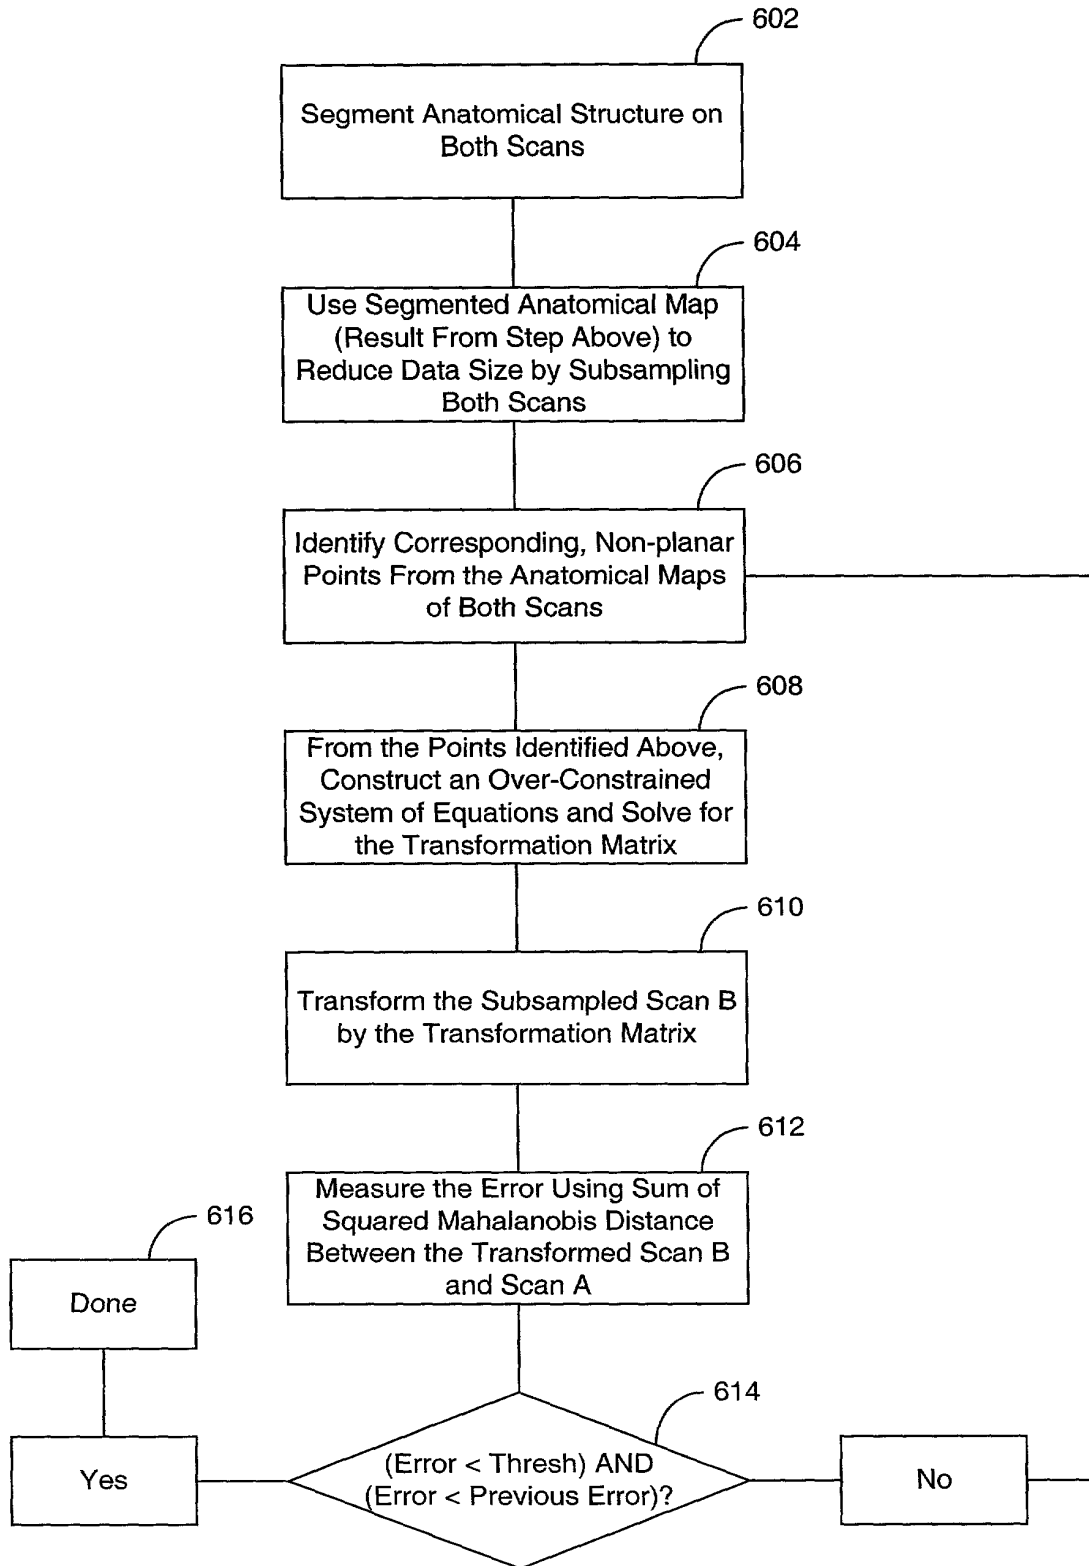 602
Segment Anatomical Structure on
Both Scans
604
Use Segmented Anatomical Map
(Result From Step Above) to
Reduce Data Size by Subsampling
Both Scans
606
Identify Corresponding, Non-planar
Points From the Anatomical Maps
of Both Scans
608
From the Points Identified Above,
Construct an Over-Constrained
System of Equations and Solve for
the Transformation Matrix
610
Transform the Subsampled Scan B
by the Transformation Matrix
612
Measure the Error Using Sum of
Squared Mahalanobis Distance
Between the Transformed Scan B
and Scan A
616
Done
614
Yes
(Error < Thresh) AND
(Error < Previous Error)?
No